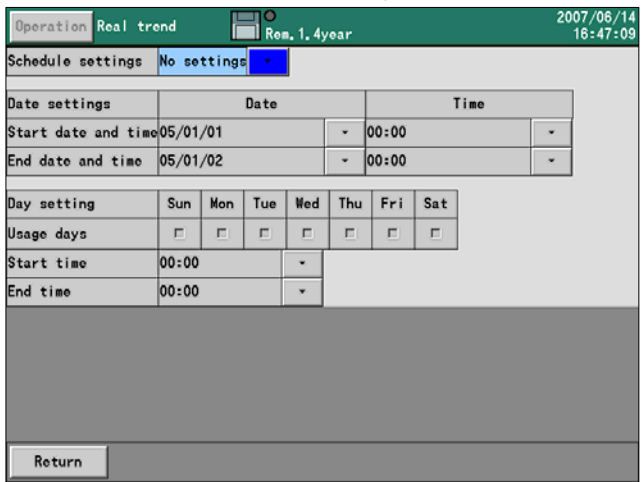 Operation Real trend Rem.1.4year 2007/06/14
16:47:09
Schedule settings No settings
Date settings Date Time
Start date and time 05/01/01 00:00
End date and time 05/01/02 00:00
Day setting Sun Mon Tue Wed Thu Fri Sat
Usage days
Start time 00:00
End time 00:00
Return